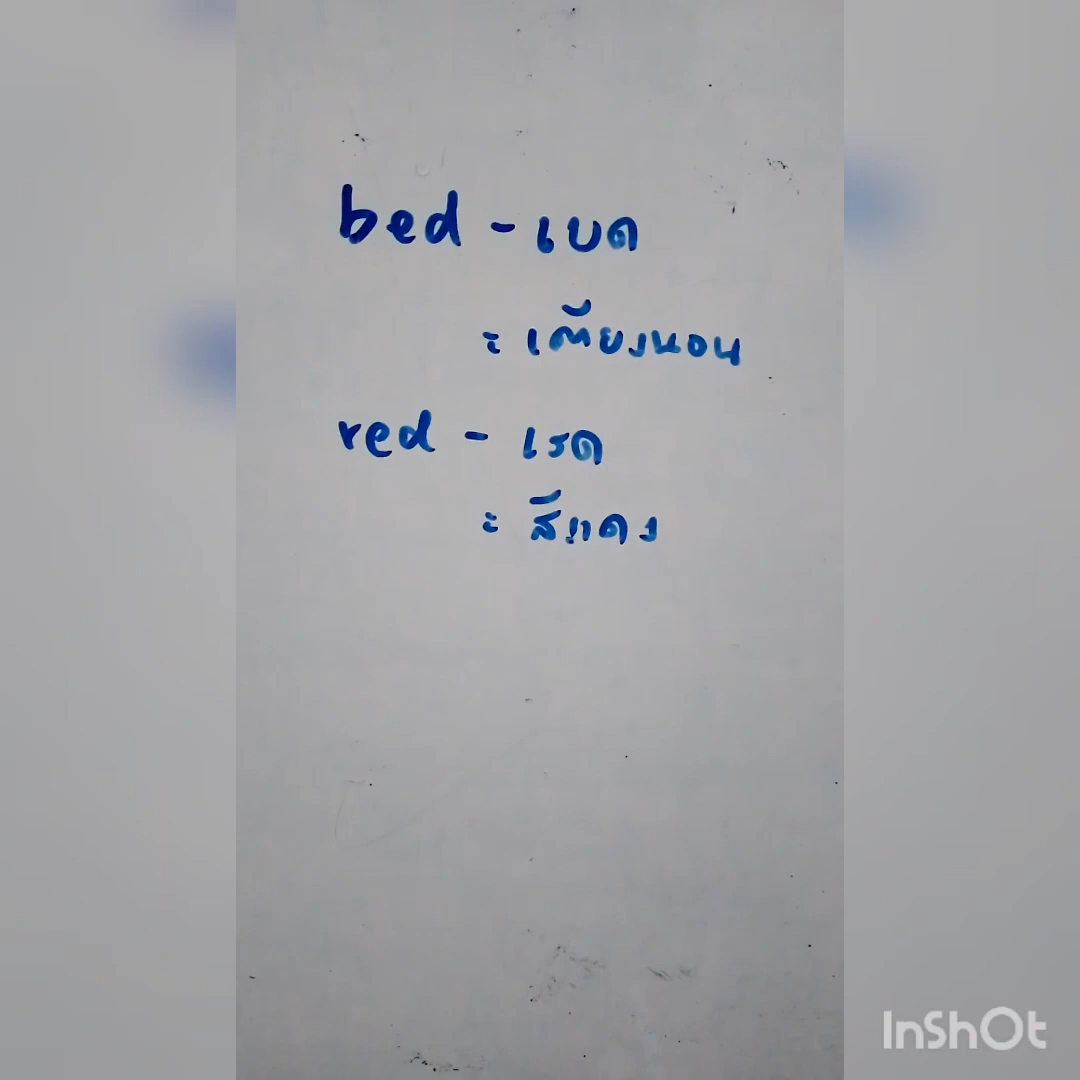 bed - เบด
= เตียงนอน
red - เรด
= สีแดง
InShOt